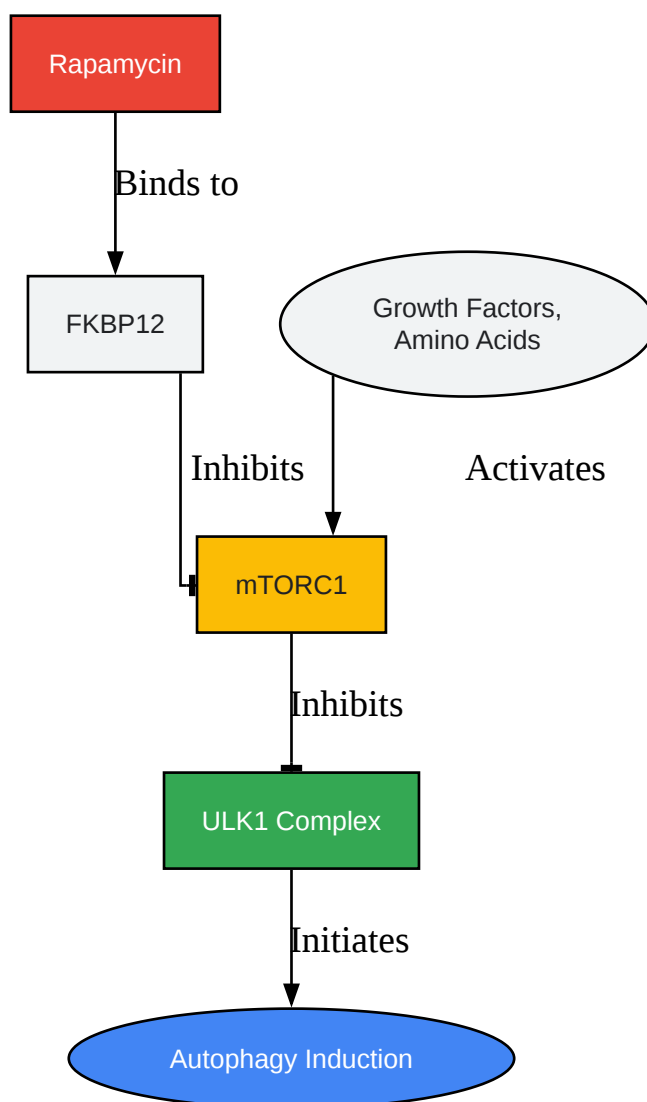 Rapamycin
Binds to
FKBP12
Growth Factors,
Amino Acids
Inhibits
Activates
mTORC1
Inhibits
ULK1 Complex
Initiates
Autophagy Induction